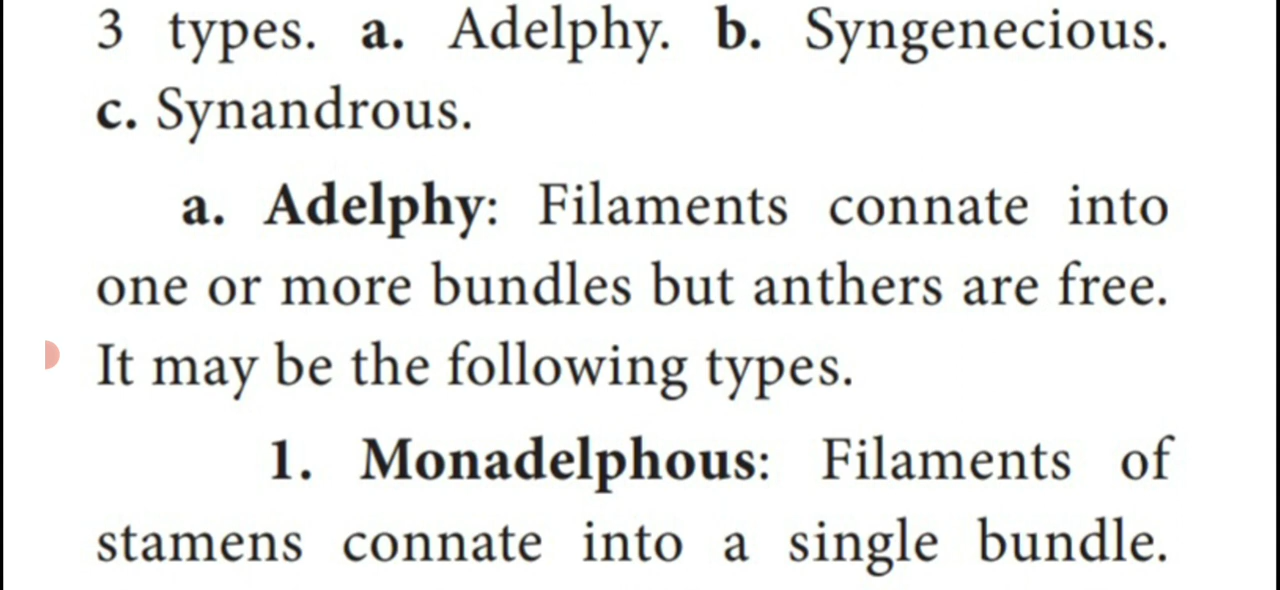 3 types. a. Adelphy. b. Syngenecious.
c. Synandrous.
a. Adelphy: Filaments connate into
one or more bundles but anthers are free.
It may be the following types.
1. Monadelphous: Filaments of
stamens connate into a single bundle.